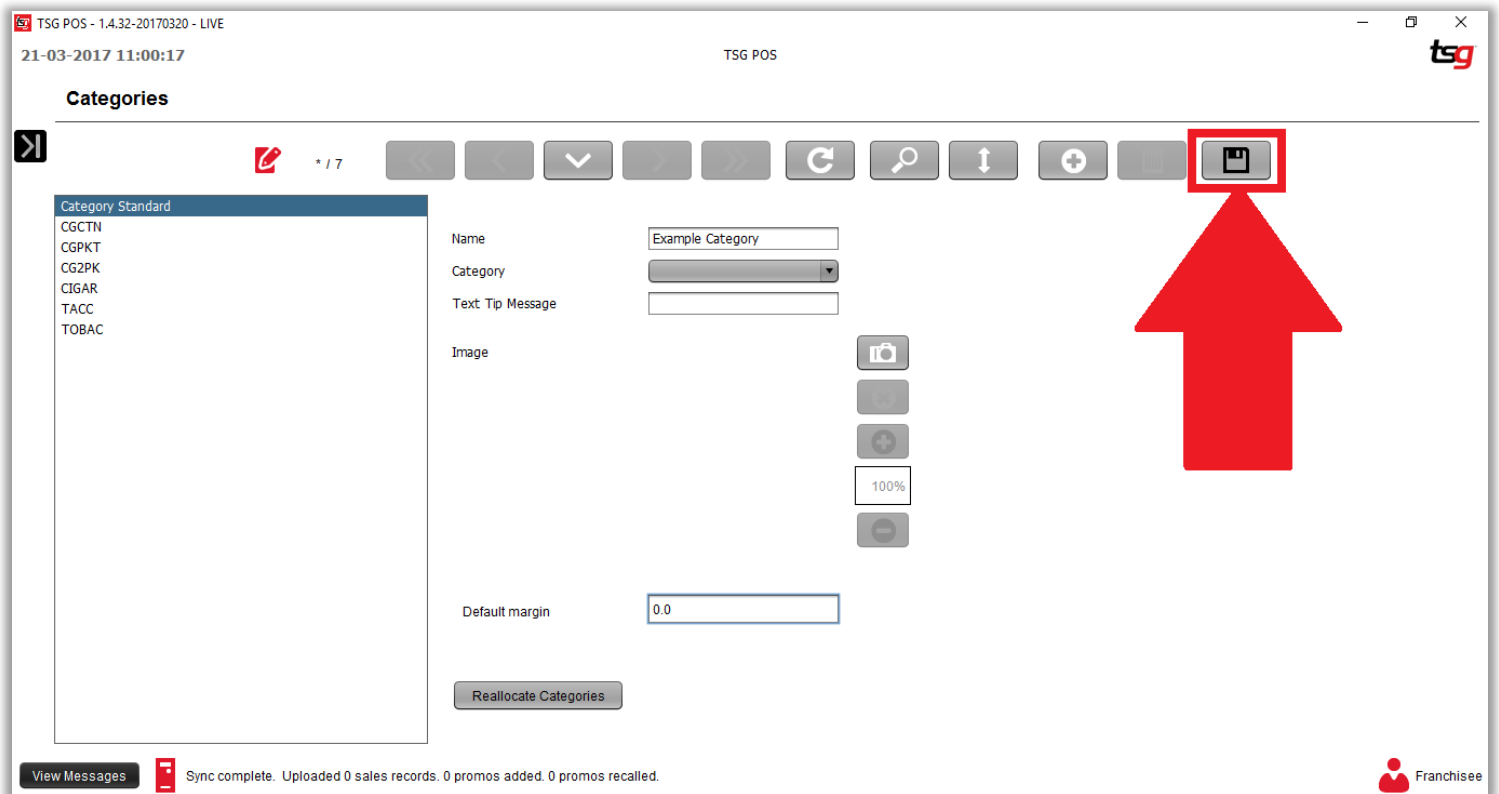 TSG POS - 1.4.32-20170320 - LIVE
21-03-2017 11:00:17
TSG POS
tsg
Categories
* / 7
Category Standard
CGCTN
CGPKT
CG2PK
CIGAR
TACC
TOBAC
Name
Example Category
Category
Text Tip Message
Image
100%
Default margin
0.0
Reallocate Categories
View Messages
Sync complete.  Uploaded 0 sales records. 0 promos added. 0 promos recalled.
Franchisee